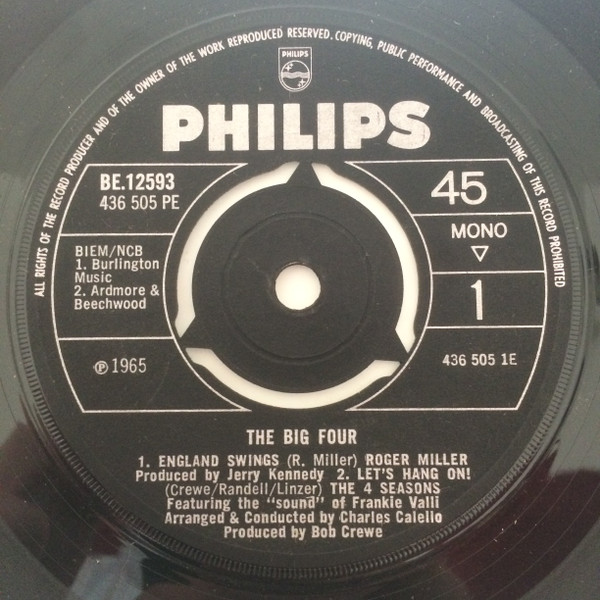 ALL RIGHTS OF THE RECORD PRODUCER AND OF THE OWNER OF THE WORK REPRODUCED RESERVED. COPYING, PUBLIC PERFORMANCE AND BROADCASTING OF THIS RECORD PROHIBITED
PHILIPS
PHILIPS
BE.12593
436 505 PE
45
MONO
BIEM/NCB
1. Burlington
Music
2. Ardmore &
Beechwood
1
℗ 1965
436 505 1E
THE BIG FOUR
1. ENGLAND SWINGS (R. Miller) ROGER MILLER
Produced by Jerry Kennedy 2. LET'S HANG ON!
(Crewe/Randell/Linzer) THE 4 SEASONS
Featuring the "sound" of Frankie Valli
Arranged & Conducted by Charles Calello
Produced by Bob Crewe